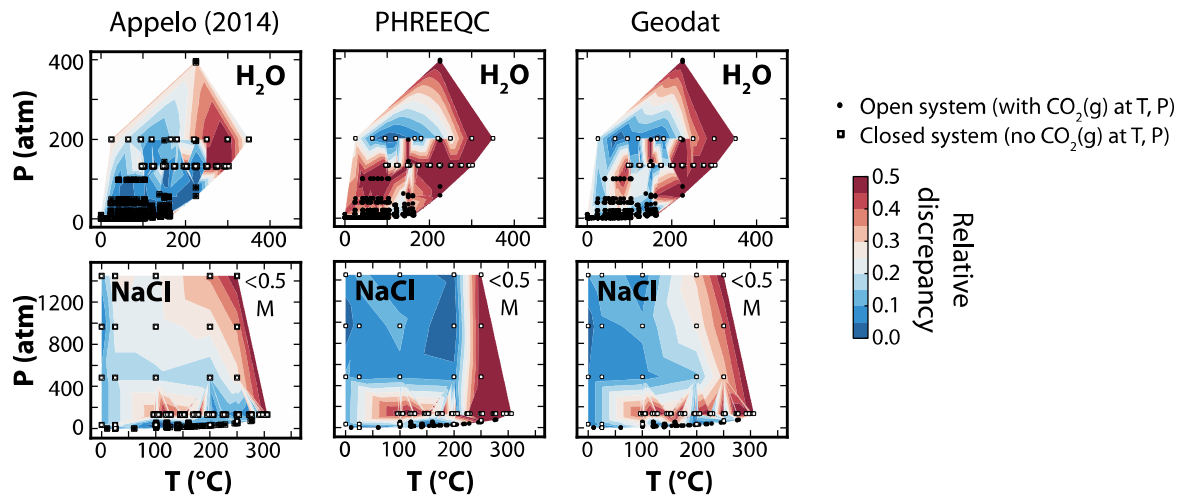 Appelo (2014) PHREEQC Geodat
P (atm)
400
200
0
H2O
H2O
H2O
0 200 400
0 200 400
0 200 400
• Open system (with CO2(g) at T, P)
Closed system (no CO2(g) at T, P)
0.5
0.4
0.3
0.2
0.1
0.0
Relative
discrepancy
P (atm)
1200
800
400
0
NaCl <0.5
M
NaCl <0.5
M
NaCl <0.5
M
0 100 200 300
0 100 200 300
0 100 200 300
T (°C) T (°C) T (°C)